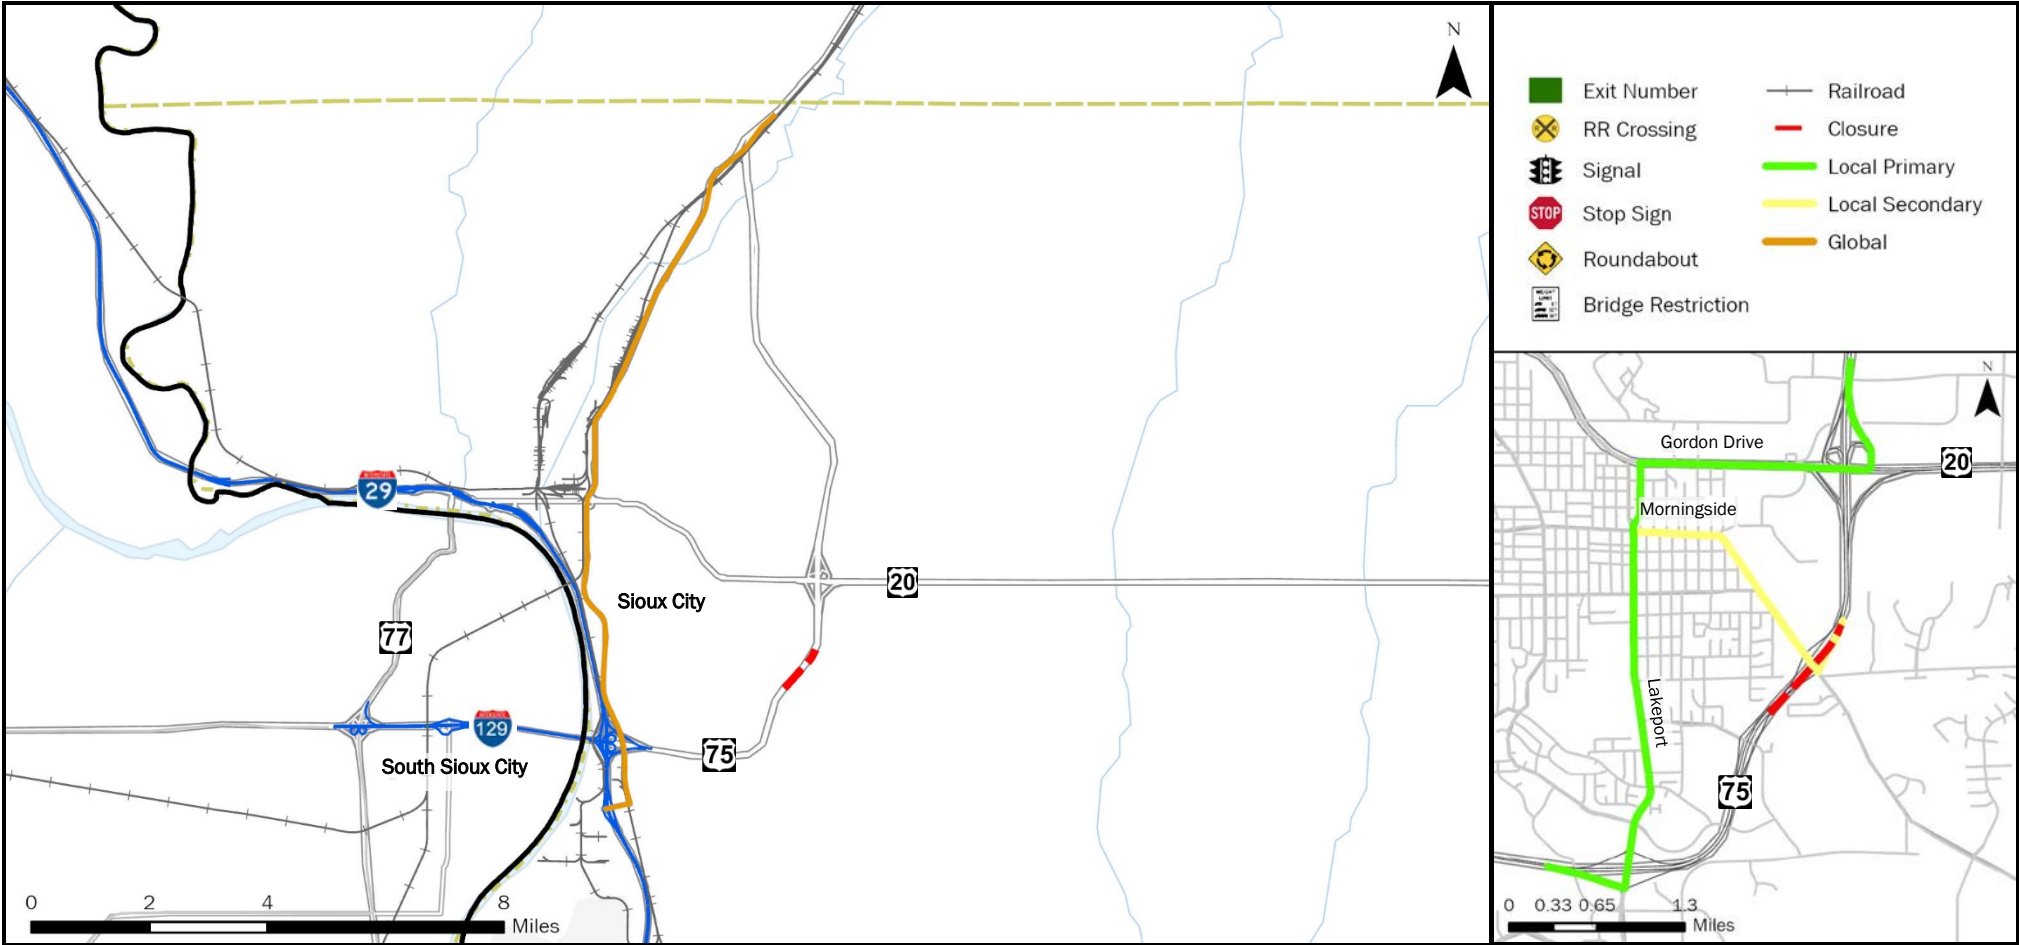 N
29
Sioux City
20
77
129
75
South Sioux City
0 2 4 8
Miles
Exit Number
RR Crossing
Signal
STOP
Stop Sign
Roundabout
WEIGHT
LIMIT
Bridge Restriction
Railroad
Closure
Local Primary
Local Secondary
Global
N
Gordon Drive
20
Morningside
Lakeport
75
0 0.33 0.65 1.3
Miles